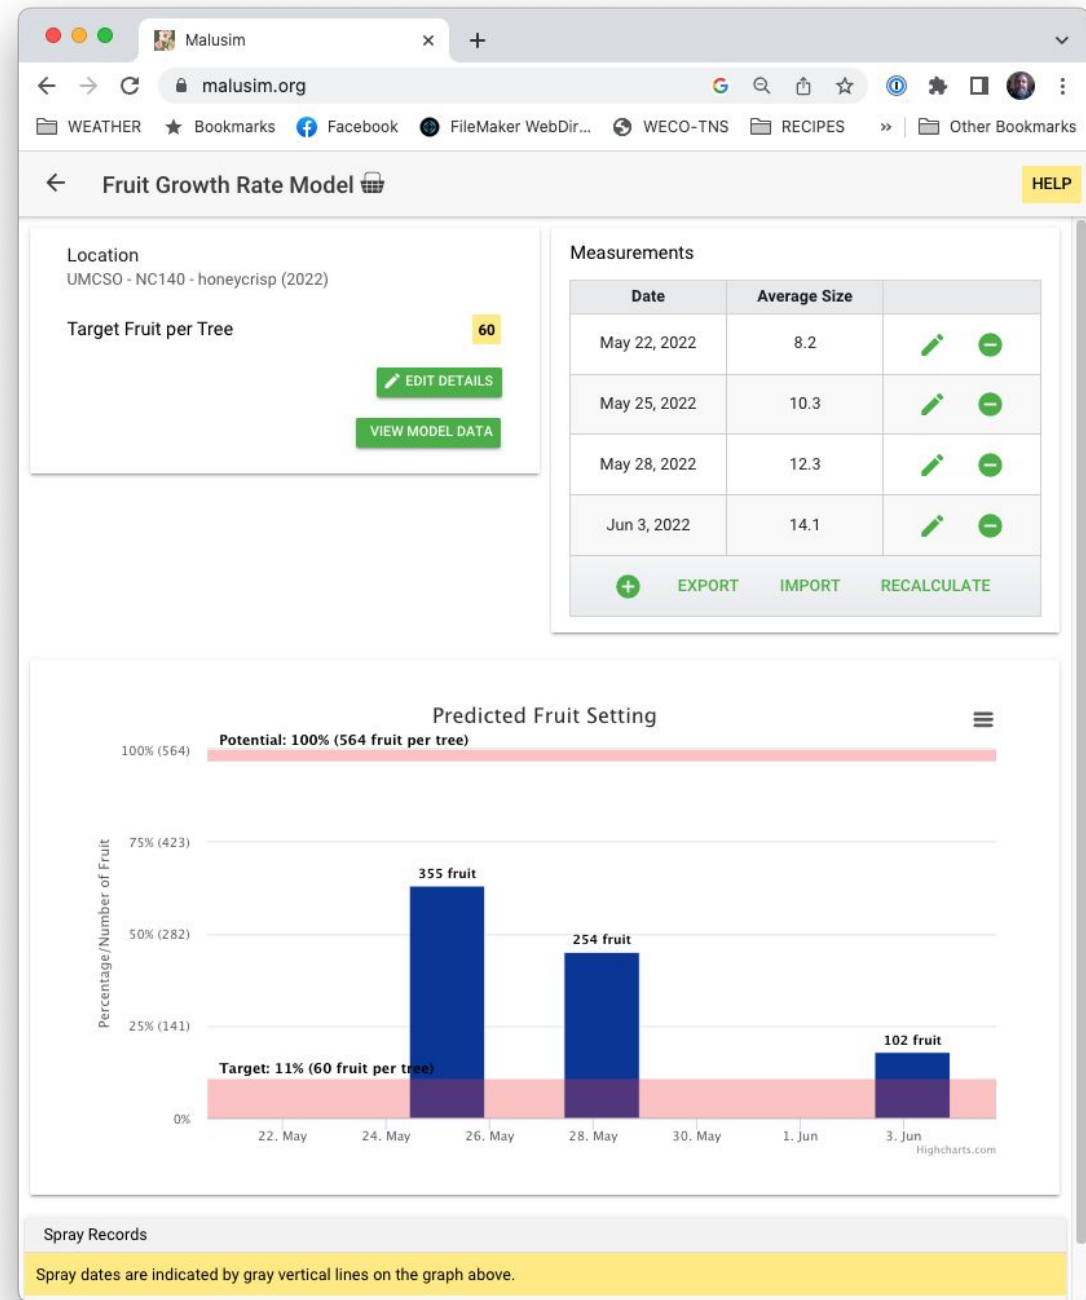 Malusim
malusim.org
WEATHER Bookmarks Facebook FileMaker WebDir... WECO-TNS RECIPES » Other Bookmarks
Fruit Growth Rate Model
HELP
Location
UMCSO - NC140 - honeycrisp (2022)
Target Fruit per Tree 60
EDIT DETAILS
VIEW MODEL DATA
Measurements
Date Average Size
May 22, 2022 8.2
May 25, 2022 10.3
May 28, 2022 12.3
Jun 3, 2022 14.1
EXPORT IMPORT RECALCULATE
Predicted Fruit Setting
Potential: 100% (564 fruit per tree)
100% (564)
75% (423)
355 fruit
50% (282)
254 fruit
25% (141)
102 fruit
Target: 11% (60 fruit per tree)
0%
Percentage/Number of Fruit
22. May 24. May 26. May 28. May 30. May 1. Jun 3. Jun
Highcharts.com
Spray Records
Spray dates are indicated by gray vertical lines on the graph above.